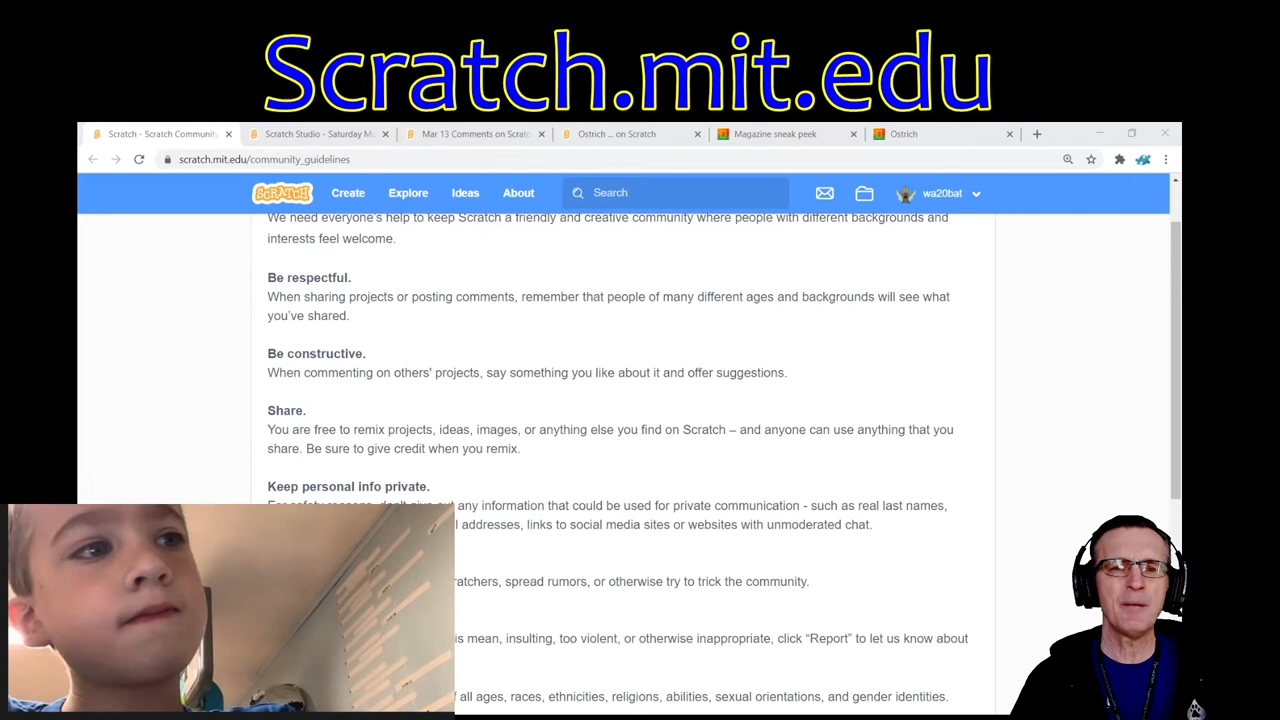 Scratch.mit.edu
Scratch - Scratch Community
Scratch Studio - Saturday M
Mar 13 Comments on Scratc
Ostrich ... on Scratch
Magazine sneak peek
Ostrich
scratch.mit.edu/community_guidelines
SCRATCH
Create
Explore
Ideas
About
Search
wa20bat
We need everyone's help to keep Scratch a friendly and creative community where people with different backgrounds and
interests feel welcome.
Be respectful.
When sharing projects or posting comments, remember that people of many different ages and backgrounds will see what
you've shared.
Be constructive.
When commenting on others' projects, say something you like about it and offer suggestions.
Share.
You are free to remix projects, ideas, images, or anything else you find on Scratch – and anyone can use anything that you
share. Be sure to give credit when you remix.
Keep personal info private.
any information that could be used for private communication - such as real last names,
addresses, links to social media sites or websites with unmoderated chat.
ratchers, spread rumors, or otherwise try to trick the community.
is mean, insulting, too violent, or otherwise inappropriate, click “Report” to let us know about
all ages, races, ethnicities, religions, abilities, sexual orientations, and gender identities.